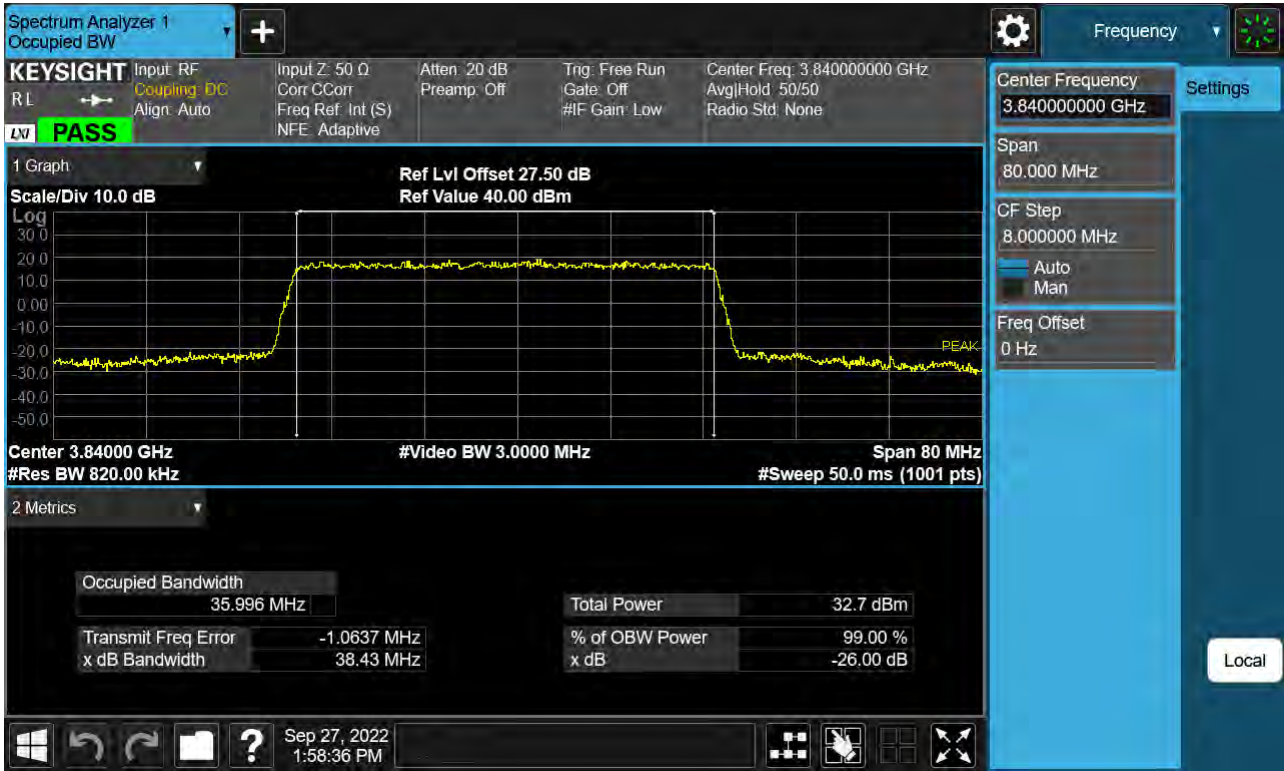 Spectrum Analyzer 1
Occupied BW
+
Frequency
KEYSIGHT
RL
LXI PASS
Input: RF
Coupling: DC
Align: Auto
Input Z: 50 Ω
Corr CCorr
Freq Ref: Int (S)
NFE: Adaptive
Atten: 20 dB
Preamp: Off
Trig: Free Run
Gate: Off
#IF Gain: Low
Center Freq: 3.840000000 GHz
Avg|Hold: 50/50
Radio Std: None
Center Frequency
3.840000000 GHz
Settings
Span
80.000 MHz
CF Step
8.000000 MHz
Auto
Man
Freq Offset
0 Hz
1 Graph
Scale/Div 10.0 dB
Ref Lvl Offset 27.50 dB
Ref Value 40.00 dBm
Log
30.0
20.0
10.0
0.00
-10.0
-20.0
-30.0
-40.0
-50.0
PEAK
Center 3.84000 GHz
#Video BW 3.0000 MHz
Span 80 MHz
#Res BW 820.00 kHz
#Sweep 50.0 ms (1001 pts)
2 Metrics
Occupied Bandwidth
35.996 MHz
Total Power 32.7 dBm
Transmit Freq Error -1.0637 MHz
% of OBW Power 99.00 %
x dB Bandwidth 38.43 MHz
x dB -26.00 dB
Local
?
Sep 27, 2022
1:58:36 PM